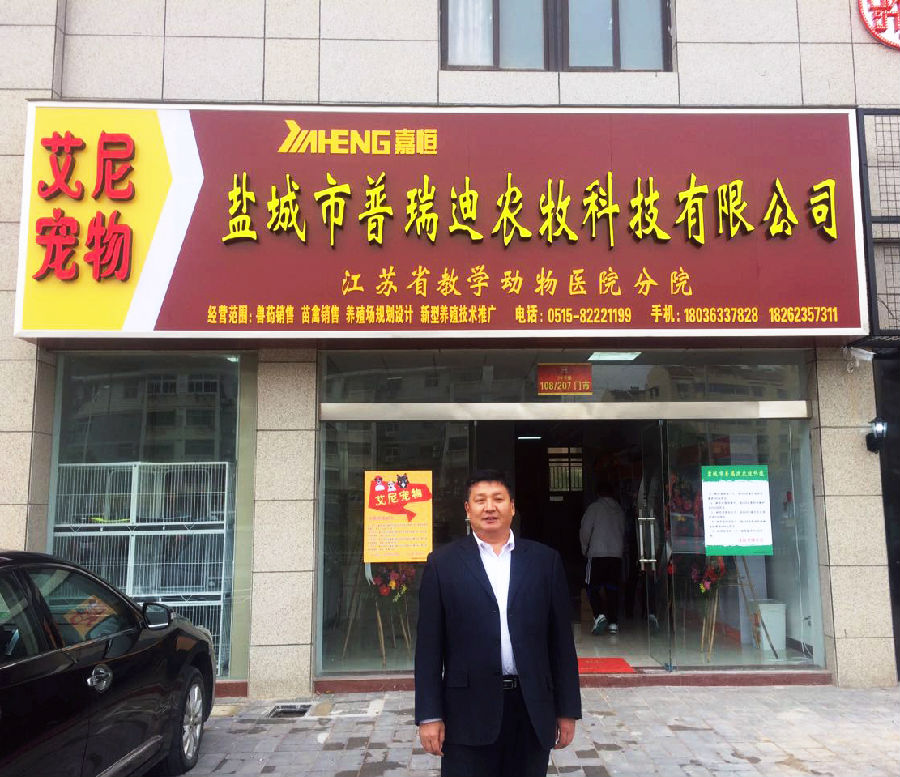 艾尼
宠物
JIAHENG 嘉恒
盐城市普瑞迪农牧科技有限公司
江苏省教学动物医院分院
经营范围:兽药销售 苗禽销售 养殖场规划设计 新型养殖技术推广 电话:0515-82221199 手机:18036337828 18262357311
108/207 门市
艾尼宠物